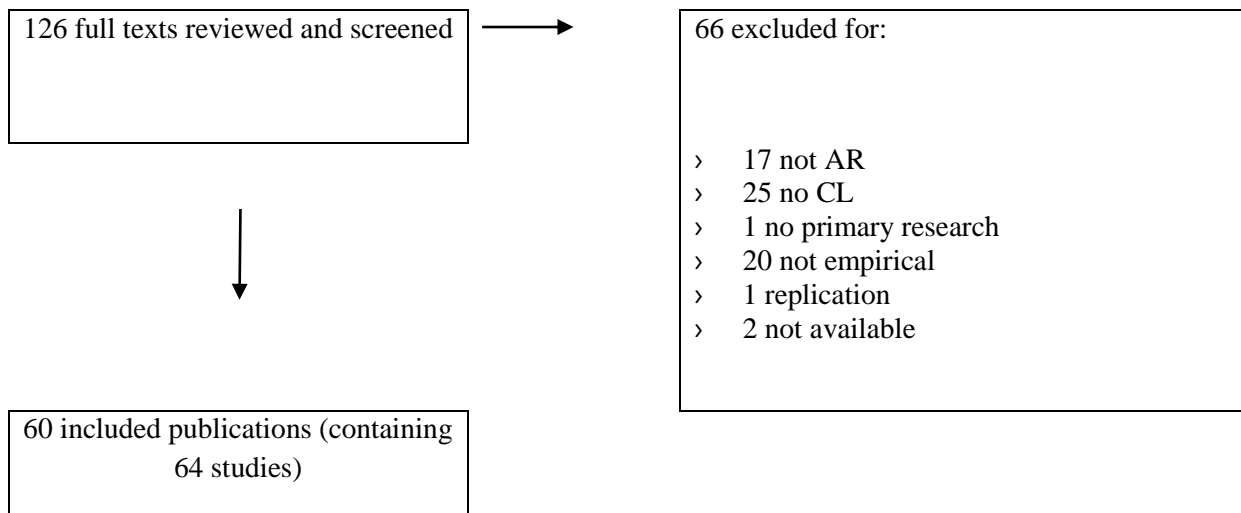 126 full texts reviewed and screened
66 excluded for:
› 17 not AR
› 25 no CL
› 1 no primary research
› 20 not empirical
› 1 replication
› 2 not available
60 included publications (containing
64 studies)